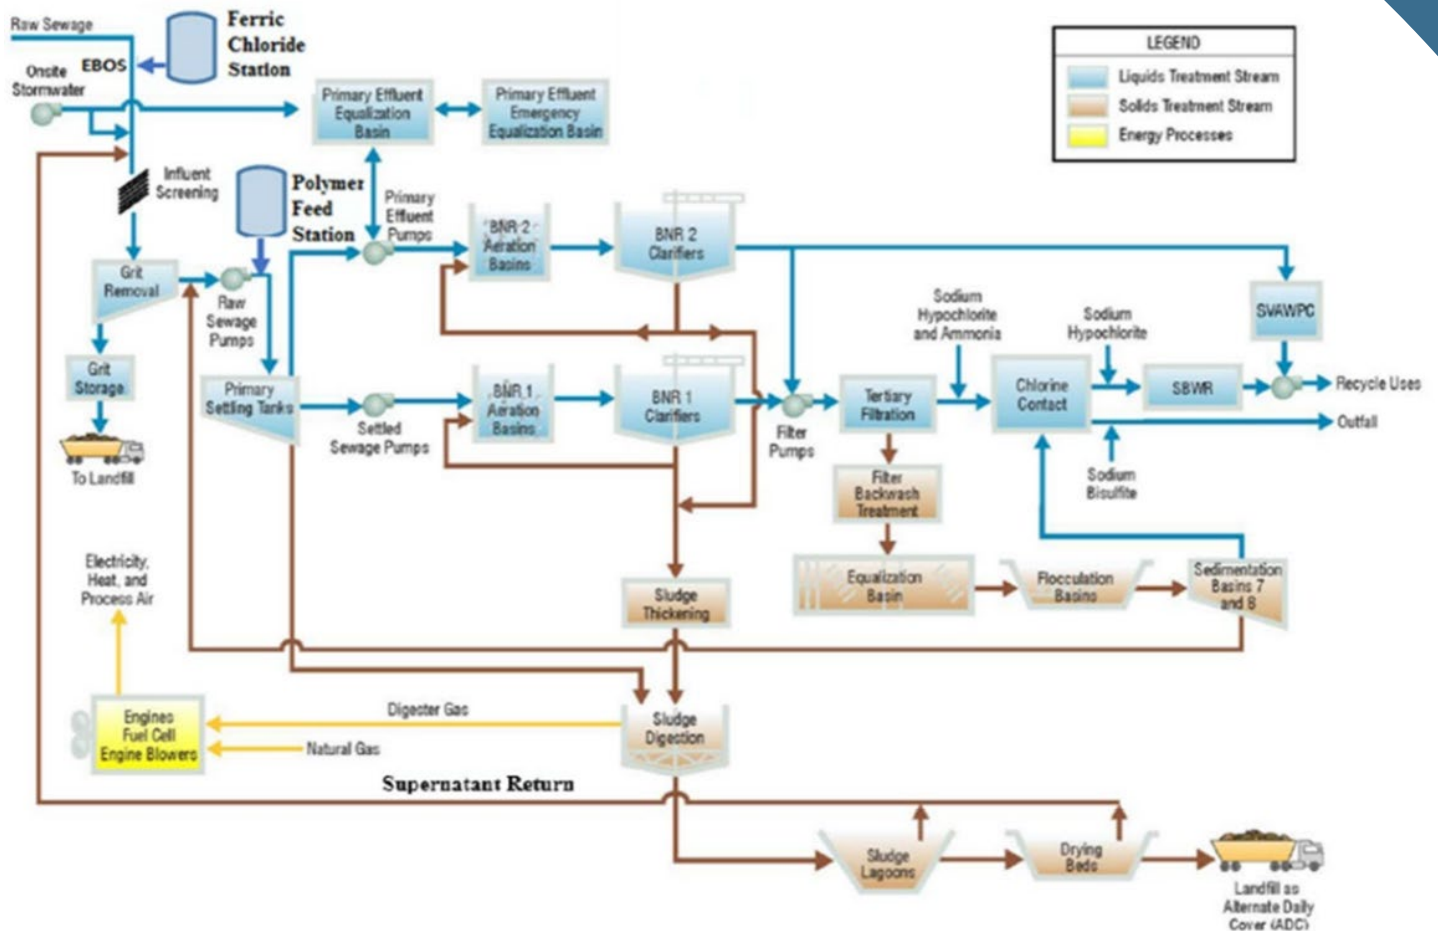 Raw Sewage
Ferric
Chloride
Station
EBOS
Onsite
Stormwater
Primary Effluent
Equalization
Basin
Primary Effluent
Emergency
Equalization Basin
LEGEND
Liquids Treatment Stream
Solids Treatment Stream
Energy Processes
Influent
Screening
Polymer
Feed
Station
Primary
Effluent
Pumps
BNR 2
Aeration
Basins
BNR 2
Clarifiers
Grit
Removal
Raw
Sewage
Pumps
Sodium
Hypochlorite
and Ammonia
Sodium
Hypochlorite
SVAWPC
Grit
Storage
Primary
Settling Tanks
Settled
Sewage Pumps
BNR 1
Aeration
Basins
BNR 1
Clarifiers
Filter
Pumps
Tertiary
Filtration
Chlorine
Contact
SBWR
Recycle Uses
Outfall
To Landfill
Filter
Backwash
Treatment
Sodium
Bisulfite
Electricity,
Heat, and
Process Air
Sludge
Thickening
Equalization
Basin
Flocculation
Basins
Sedimentation
Basins 7
and 8
Engines
Fuel Cell
Engine Blowers
Digester Gas
Natural Gas
Sludge
Digestion
Supernatant Return
Sludge
Lagoons
Drying
Beds
Landfill as
Alternate Daily
Cover (ADC)